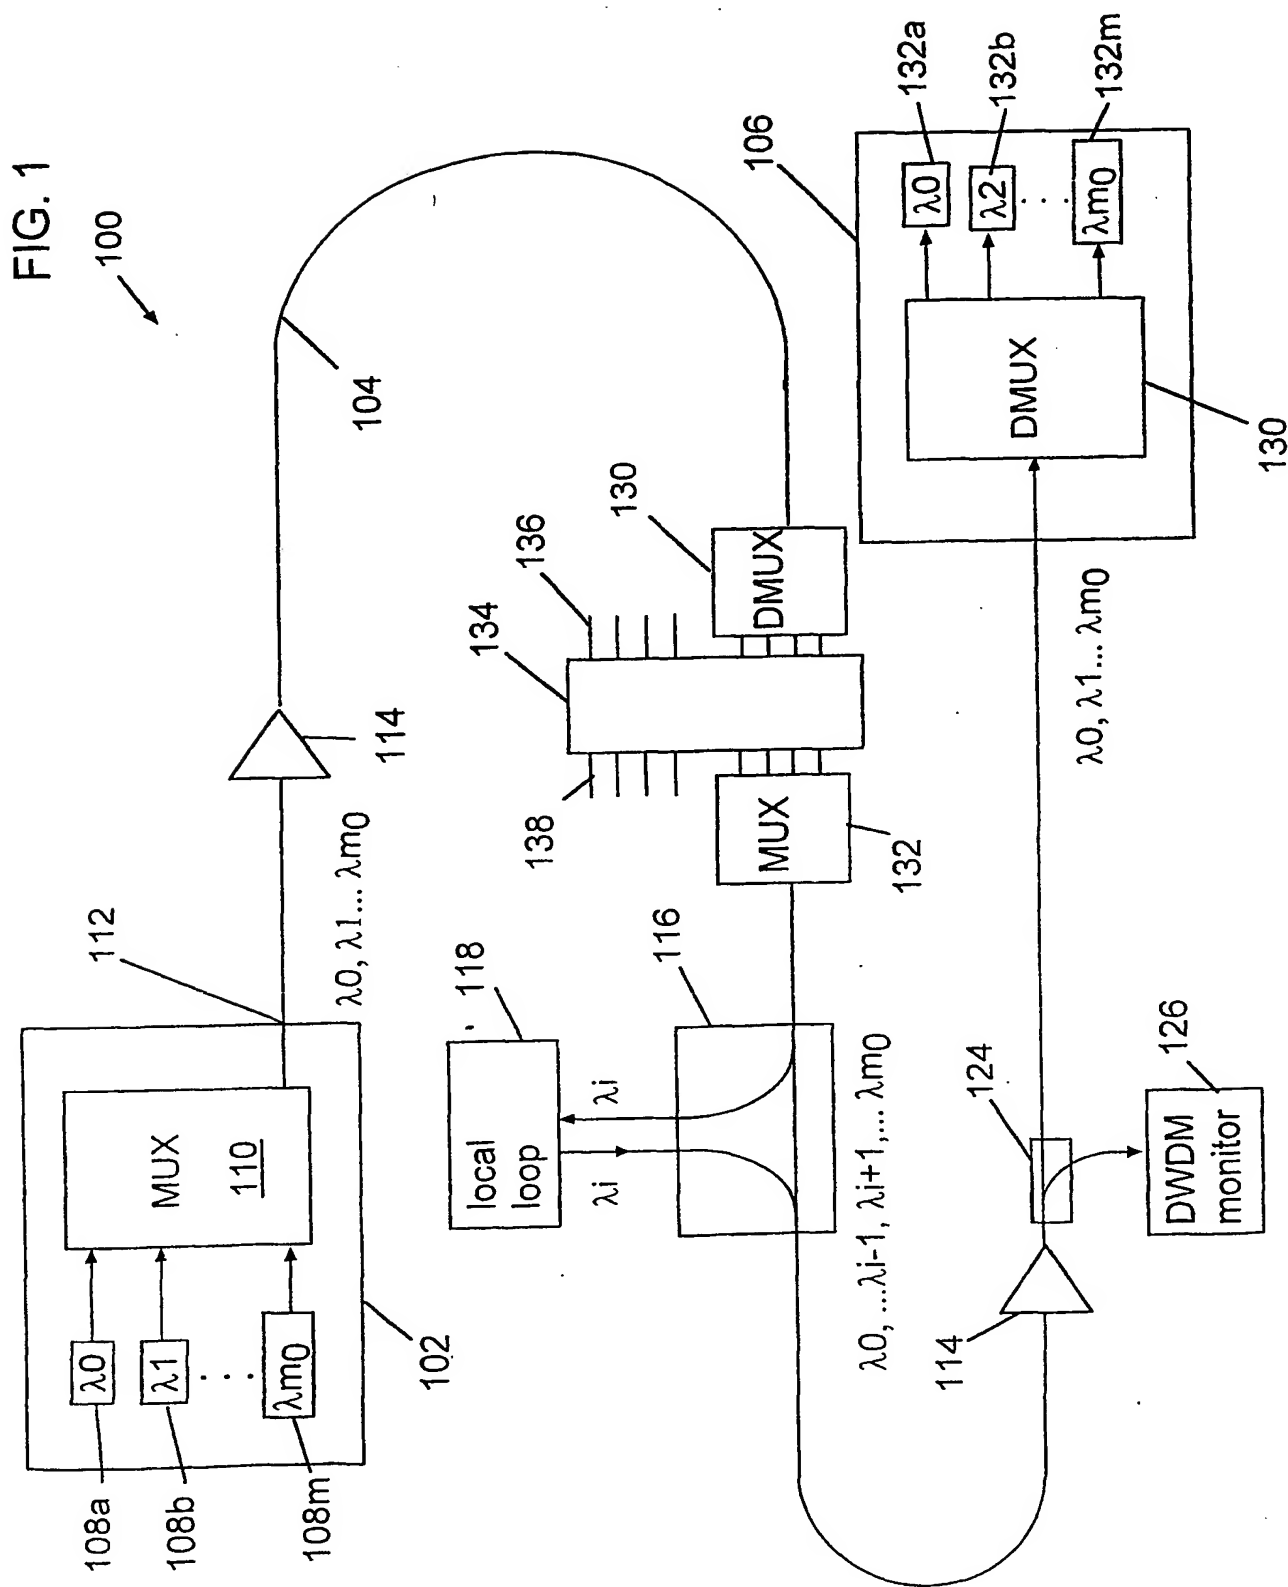 FIG. 1
100
102
108a
108b
108m
λ0
λ1
. . . .
λm0
MUX
110
112
λ0, λ1... λm0
114
104
118
local
loop
λi
λi
116
138
134
136
MUX
132
DMUX
130
λ0, ...λi-1, λi+1,... λm0
114
124
DWDM
monitor
126
λ0, λ1... λm0
106
DMUX
130
λ0
λ2
. . . .
λm0
132a
132b
132m